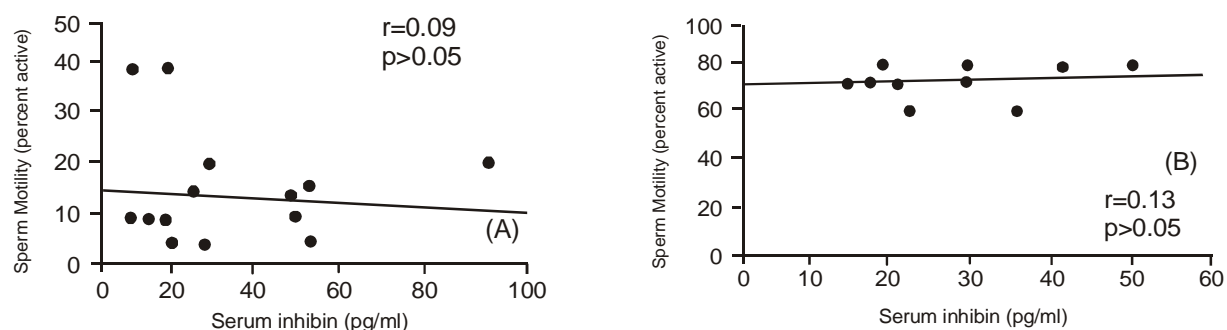 Sperm Motility (percent active)
50
40
30
20
10
0
r=0.09
p>0.05
(A)
0 20 40 60 80 100
Serum inhibin (pg/ml)
Sperm Motility (percent active)
100
80
60
40
20
0
(B)
r=0.13
p>0.05
0 10 20 30 40 50 60
Serum inhibin (pg/ml)